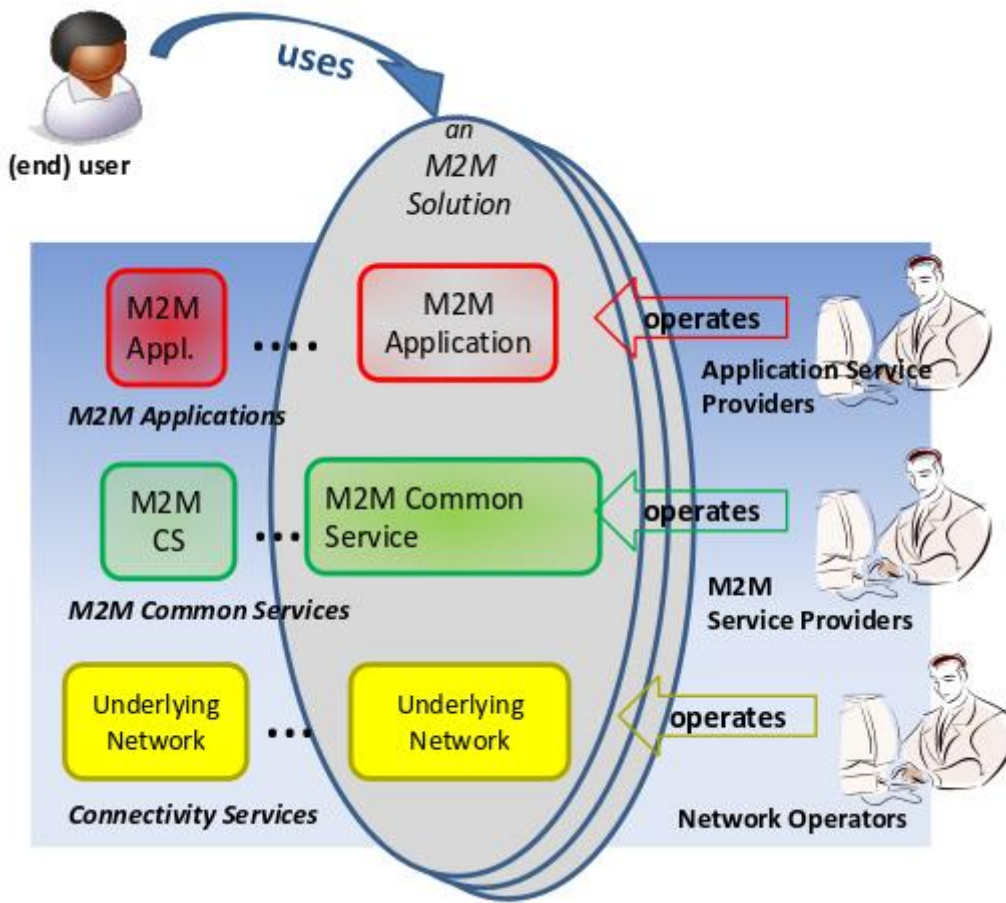 uses
(end) user
an
M2M
Solution
M2M
Appl.
....
M2M
Application
operates
Application Service
Providers
M2M Applications
M2M
CS
...
M2M Common
Service
operates
M2M
Service Providers
M2M Common Services
Underlying
Network
...
Underlying
Network
operates
Connectivity Services
Network Operators